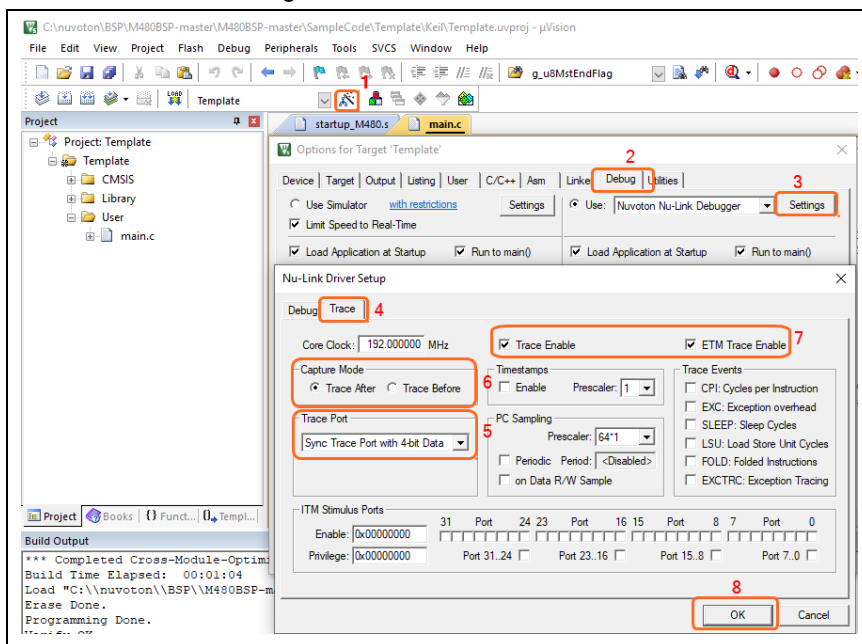 C:\nuvoton\BSP\M480BSP-master\M480BSP-master\SampleCode\Template\Keil\Template.uvproj - µVision
File Edit View Project Flash Debug Peripherals Tools SVCS Window Help
g_u8MstEndFlag
1
LOAD Template
Project
startup_M480.s main.c
Project: Template
Template
CMSIS
Library
User
main.c
Options for Target 'Template'
2
Device Target Output Listing User C/C++ Asm Linke Debug Utilities
3
Use Simulator with restrictions Settings Use: Nuvoton Nu-Link Debugger Settings
Limit Speed to Real-Time
Load Application at Startup Run to main() Load Application at Startup Run to main()
Nu-Link Driver Setup
Debug Trace 4
Core Clock: 192.000000 MHz Trace Enable ETM Trace Enable 7
Capture Mode Timestamps Trace Events
Trace After Trace Before 6 Enable Prescaler: 1 CPI: Cycles per Instruction
EXC: Exception overhead
Trace Port 5 PC Sampling SLEEP: Sleep Cycles
Sync Trace Port with 4-bit Data Prescaler: 64*1 LSU: Load Store Unit Cycles
Periodic Period: <Disabled> FOLD: Folded Instructions
on Data R/W Sample EXCTRC: Exception Tracing
ITM Stimulus Ports
31 Port 24 23 Port 16 15 Port 8 7 Port 0
Enable: 0x00000000
Privilege: 0x00000000 Port 31..24 Port 23..16 Port 15..8 Port 7..0
8
OK Cancel
Project Books {} Funct... 0 Templ...
Build Output
*** Completed Cross-Module-Optimi
Build Time Elapsed: 00:01:04
Load "C:\\nuvoton\\BSP\\M480BSP-m
Erase Done.
Programming Done.
Verify OK